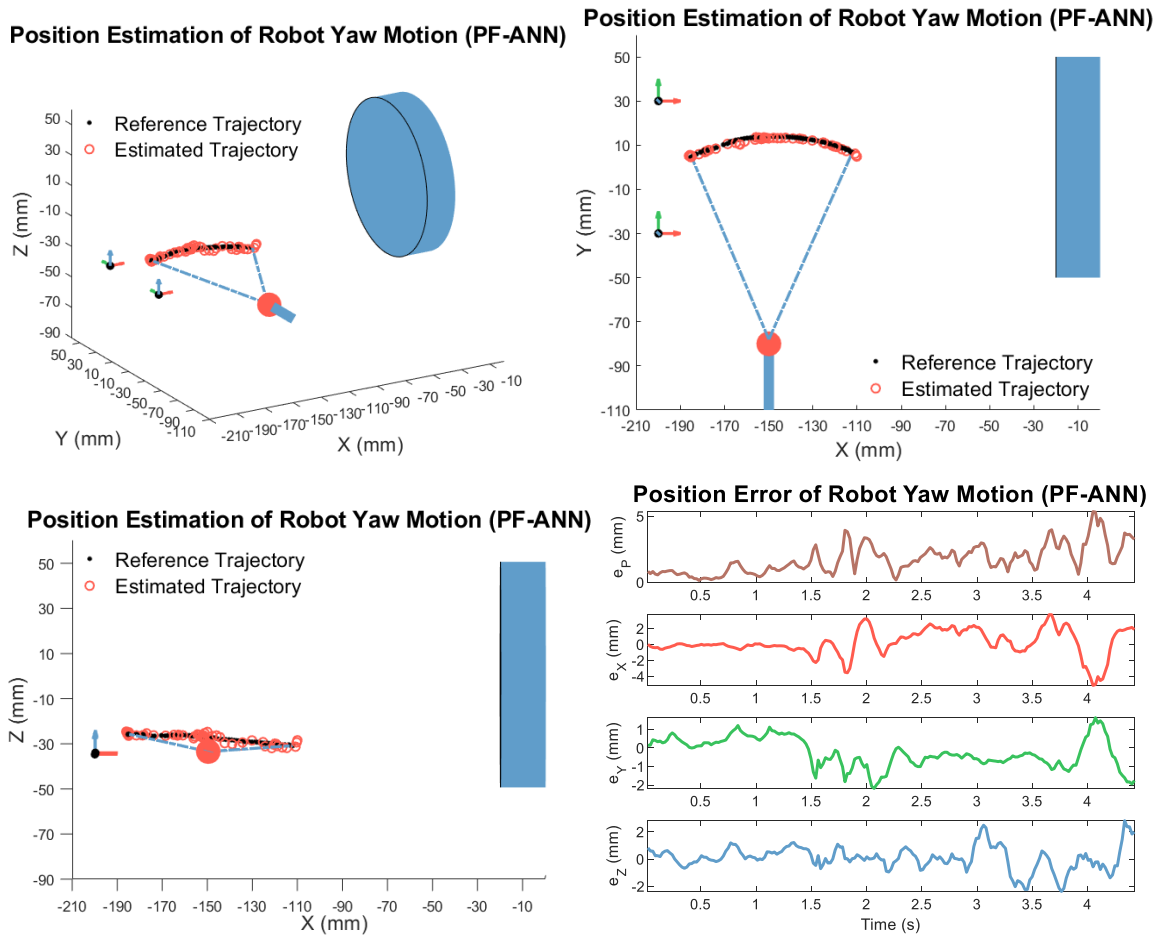 Position Estimation of Robot Yaw Motion (PF-ANN)
Reference Trajectory
Estimated Trajectory
50
30
10
-10
-30
-50
-70
-90
Z (mm)
50
30
10
-10
-30
-50
-70
-90
-110
Y (mm)
-210
-190
-170
-150
-130
-110
-90
-70
-50
-30
-10
X (mm)
Position Estimation of Robot Yaw Motion (PF-ANN)
50
30
10
-10
-30
-50
-70
-90
-110
Y (mm)
Reference Trajectory
Estimated Trajectory
-210 -190 -170 -150 -130 -110 -90 -70 -50 -30 -10
X (mm)
Position Estimation of Robot Yaw Motion (PF-ANN)
Reference Trajectory
Estimated Trajectory
50
30
10
-10
-30
-50
-70
-90
Z (mm)
-210 -190 -170 -150 -130 -110 -90 -70 -50 -30 -10
X (mm)
Position Error of Robot Yaw Motion (PF-ANN)
5
0
e_P (mm)
0.5 1 1.5 2 2.5 3 3.5 4
2
0
-2
-4
e_X (mm)
0.5 1 1.5 2 2.5 3 3.5 4
1
0
-1
-2
e_Y (mm)
0.5 1 1.5 2 2.5 3 3.5 4
2
0
-2
e_Z (mm)
0.5 1 1.5 2 2.5 3 3.5 4
Time (s)